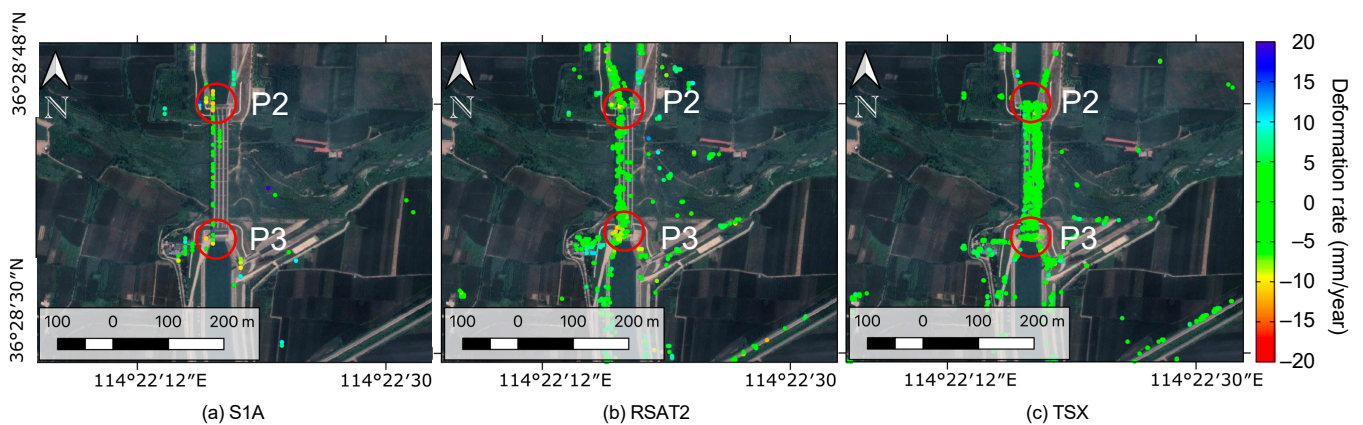 36°28′48″N
36°28′30″N
N
P2
P3
100 0 100 200 m
114°22′12″E
114°22′30
(a) S1A
N
P2
P3
100 0 100 200 m
114°22′12″E
114°22′30
(b) RSAT2
N
P2
P3
100 0 100 200 m
114°22′12″E
114°22′30″E
(c) TSX
20
15
10
5
0
−5
−10
−15
−20
Deformation rate (mm/year)